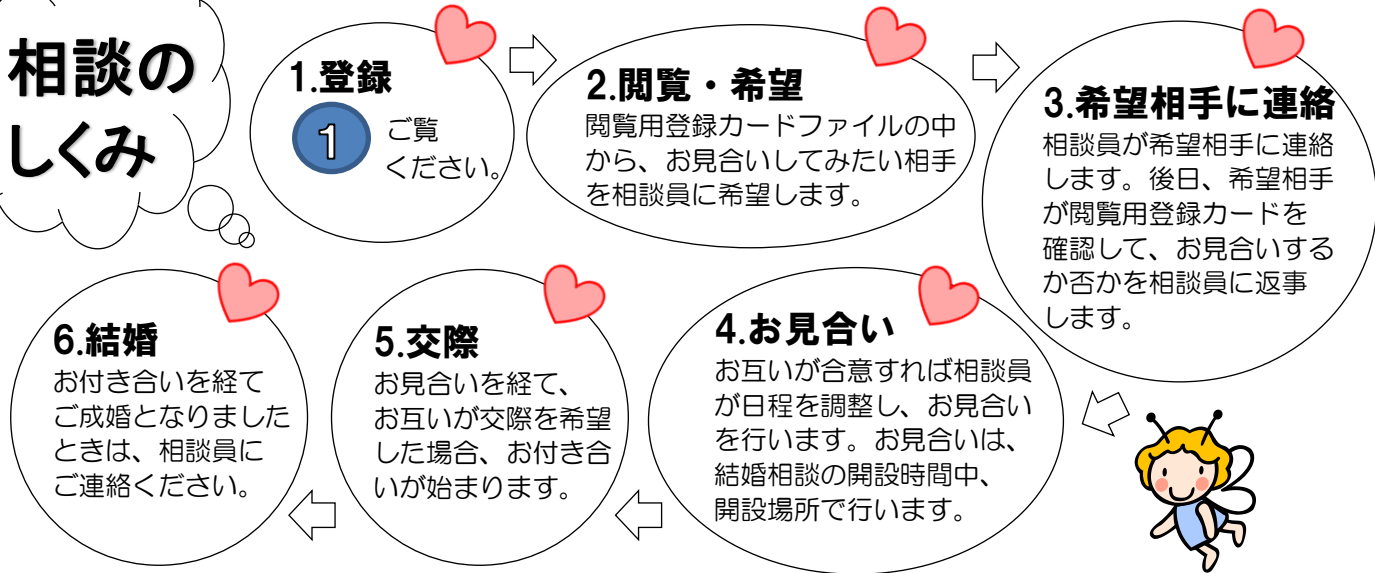 相談の
しくみ
1.登録
1
ご覧
ください。
2.閲覧・希望
閲覧用登録カードファイルの中
から、お見合いしてみたい相手
を相談員に希望します。
3.希望相手に連絡
相談員が希望相手に連絡
します。後日、希望相手
が閲覧用登録カードを
確認して、お見合いする
か否かを相談員に返事
します。
4.お見合い
お互いが合意すれば相談員
が日程を調整し、お見合い
を行います。お見合いは、
結婚相談の開設時間中、
開設場所で行います。
5.交際
お見合いを経て、
お互いが交際を希望
した場合、お付き合
いが始まります。
6.結婚
お付き合いを経て
ご成婚となりました
ときは、相談員に
ご連絡ください。